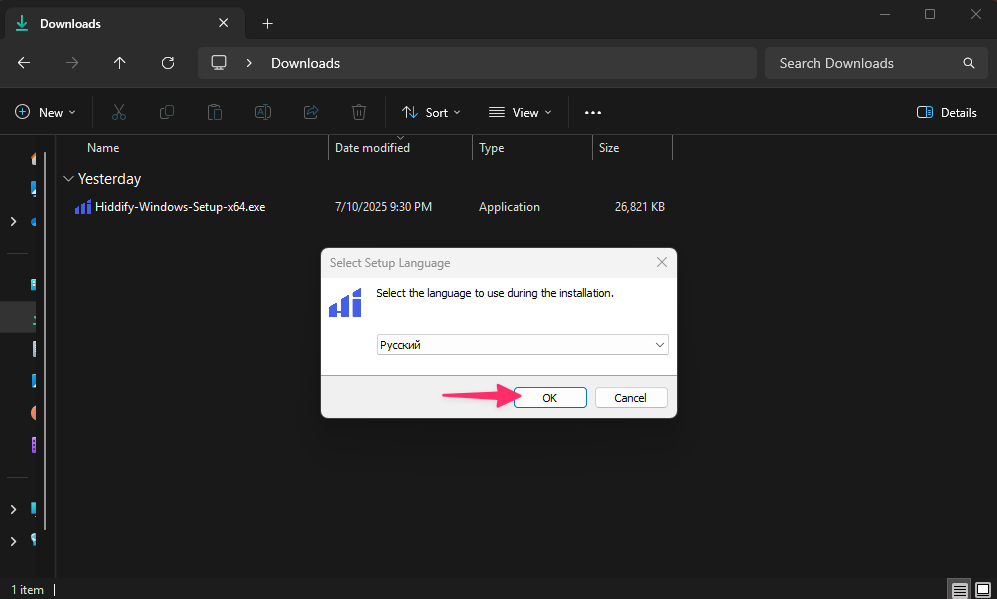 Downloads
Downloads
Search Downloads
New
Sort
View
Details
Name
Date modified
Type
Size
Yesterday
Hiddify-Windows-Setup-x64.exe
7/10/2025 9:30 PM
Application
26,821 KB
Select Setup Language
Select the language to use during the installation.
Русский
OK
Cancel
1 item